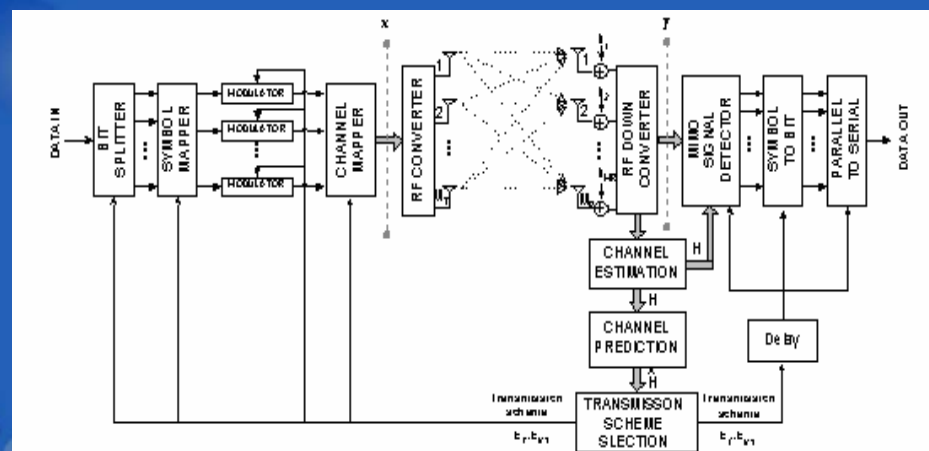 x
y
DATA IN
BIT
SPLITTER
SYMBOL
MAPPER
MODULATOR
MODULATOR
MODULATOR
CHANNEL
MAPPER
RF CONVERTER
1
2
1
2
RF DOWN
CONVERTER
MIMO
SIGNAL
DETECTOR
SYMBOL
TO BIT
PARALLEL
TO SERIAL
DATA OUT
CHANNEL
ESTIMATION
H
H
CHANNEL
PREDICTION
Delay
H
Transmission
scheme
TRANSMISSON
SCHEME
SLECTION
Transmission
scheme